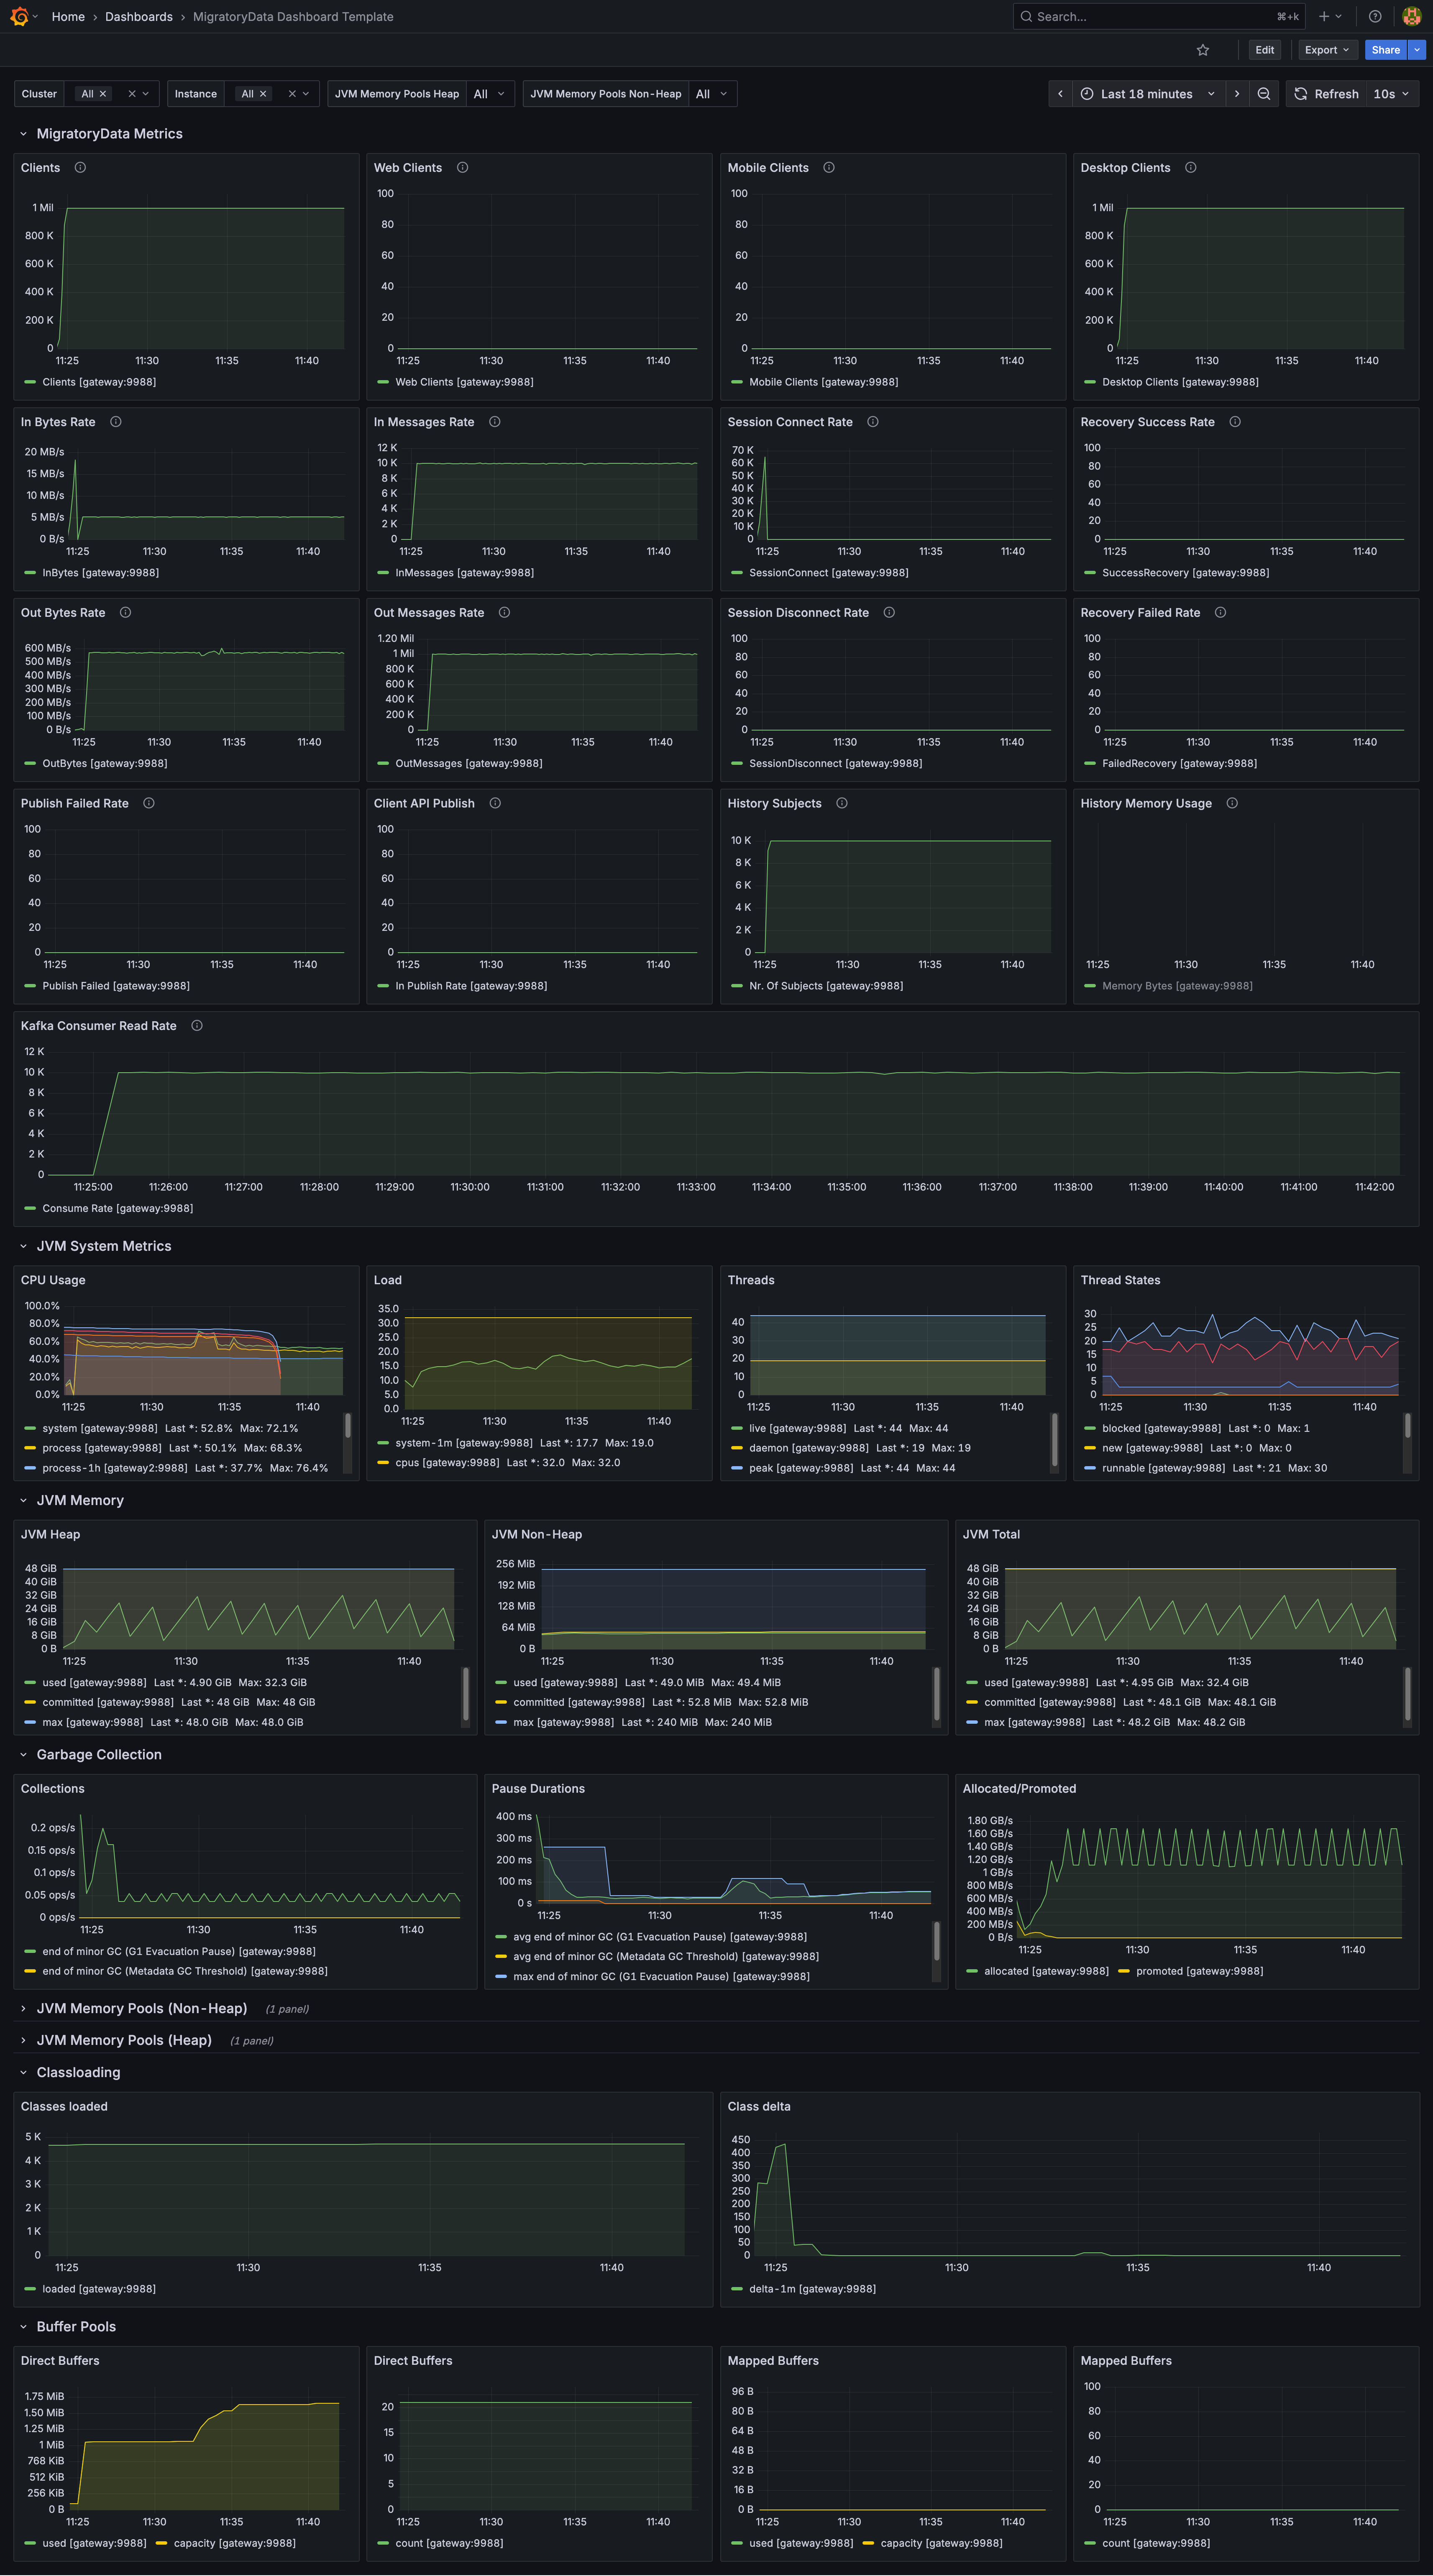 Home › Dashboards › MigratoryData Dashboard Template
Search... ⌘+k
Edit Export Share
Cluster All Instance All JVM Memory Pools Heap All JVM Memory Pools Non-Heap All Last 18 minutes Refresh 10s
MigratoryData Metrics
Clients
1 Mil
800 K
600 K
400 K
200 K
0
11:25 11:30 11:35 11:40
Clients [gateway:9988]
Web Clients
100
80
60
40
20
0
11:25 11:30 11:35 11:40
Web Clients [gateway:9988]
Mobile Clients
100
80
60
40
20
0
11:25 11:30 11:35 11:40
Mobile Clients [gateway:9988]
Desktop Clients
1 Mil
800 K
600 K
400 K
200 K
0
11:25 11:30 11:35 11:40
Desktop Clients [gateway:9988]
In Bytes Rate
20 MB/s
15 MB/s
10 MB/s
5 MB/s
0 B/s
11:25 11:30 11:35 11:40
InBytes [gateway:9988]
In Messages Rate
12 K
10 K
8 K
6 K
4 K
2 K
0
11:25 11:30 11:35 11:40
InMessages [gateway:9988]
Session Connect Rate
70 K
60 K
50 K
40 K
30 K
20 K
10 K
0
11:25 11:30 11:35 11:40
SessionConnect [gateway:9988]
Recovery Success Rate
100
80
60
40
20
0
11:25 11:30 11:35 11:40
SuccessRecovery [gateway:9988]
Out Bytes Rate
600 MB/s
500 MB/s
400 MB/s
300 MB/s
200 MB/s
100 MB/s
0 B/s
11:25 11:30 11:35 11:40
OutBytes [gateway:9988]
Out Messages Rate
1.20 Mil
1 Mil
800 K
600 K
400 K
200 K
0
11:25 11:30 11:35 11:40
OutMessages [gateway:9988]
Session Disconnect Rate
100
80
60
40
20
0
11:25 11:30 11:35 11:40
SessionDisconnect [gateway:9988]
Recovery Failed Rate
100
80
60
40
20
0
11:25 11:30 11:35 11:40
FailedRecovery [gateway:9988]
Publish Failed Rate
100
80
60
40
20
0
11:25 11:30 11:35 11:40
Publish Failed [gateway:9988]
Client API Publish
100
80
60
40
20
0
11:25 11:30 11:35 11:40
In Publish Rate [gateway:9988]
History Subjects
10 K
8 K
6 K
4 K
2 K
0
11:25 11:30 11:35 11:40
Nr. Of Subjects [gateway:9988]
History Memory Usage
11:25 11:30 11:35 11:40
Memory Bytes [gateway:9988]
Kafka Consumer Read Rate
12 K
10 K
8 K
6 K
4 K
2 K
0
11:25:00 11:26:00 11:27:00 11:28:00 11:29:00 11:30:00 11:31:00 11:32:00 11:33:00 11:34:00 11:35:00 11:36:00 11:37:00 11:38:00 11:39:00 11:40:00 11:41:00 11:42:00
Consume Rate [gateway:9988]
JVM System Metrics
CPU Usage
100.0%
80.0%
60.0%
40.0%
20.0%
0.0%
11:25 11:30 11:35 11:40
system [gateway:9988] Last *: 52.8% Max: 72.1%
process [gateway:9988] Last *: 50.1% Max: 68.3%
process-1h [gateway2:9988] Last *: 37.7% Max: 76.4%
Load
35.0
30.0
25.0
20.0
15.0
10.0
5.0
0.0
11:25 11:30 11:35 11:40
system-1m [gateway:9988] Last *: 17.7 Max: 19.0
cpus [gateway:9988] Last *: 32.0 Max: 32.0
Threads
40
30
20
10
0
11:25 11:30 11:35 11:40
live [gateway:9988] Last *: 44 Max: 44
daemon [gateway:9988] Last *: 19 Max: 19
peak [gateway:9988] Last *: 44 Max: 44
Thread States
30
25
20
15
10
5
0
11:25 11:30 11:35 11:40
blocked [gateway:9988] Last *: 0 Max: 1
new [gateway:9988] Last *: 0 Max: 0
runnable [gateway:9988] Last *: 21 Max: 30
JVM Memory
JVM Heap
48 GiB
40 GiB
32 GiB
24 GiB
16 GiB
8 GiB
0 B
11:25 11:30 11:35 11:40
used [gateway:9988] Last *: 4.90 GiB Max: 32.3 GiB
committed [gateway:9988] Last *: 48 GiB Max: 48 GiB
max [gateway:9988] Last *: 48.0 GiB Max: 48.0 GiB
JVM Non-Heap
256 MiB
192 MiB
128 MiB
64 MiB
0 B
11:25 11:30 11:35 11:40
used [gateway:9988] Last *: 49.0 MiB Max: 49.4 MiB
committed [gateway:9988] Last *: 52.8 MiB Max: 52.8 MiB
max [gateway:9988] Last *: 240 MiB Max: 240 MiB
JVM Total
48 GiB
40 GiB
32 GiB
24 GiB
16 GiB
8 GiB
0 B
11:25 11:30 11:35 11:40
used [gateway:9988] Last *: 4.95 GiB Max: 32.4 GiB
committed [gateway:9988] Last *: 48.1 GiB Max: 48.1 GiB
max [gateway:9988] Last *: 48.2 GiB Max: 48.2 GiB
Garbage Collection
Collections
0.2 ops/s
0.15 ops/s
0.1 ops/s
0.05 ops/s
0 ops/s
11:25 11:30 11:35 11:40
end of minor GC (G1 Evacuation Pause) [gateway:9988]
end of minor GC (Metadata GC Threshold) [gateway:9988]
Pause Durations
400 ms
300 ms
200 ms
100 ms
0 s
11:25 11:30 11:35 11:40
avg end of minor GC (G1 Evacuation Pause) [gateway:9988]
avg end of minor GC (Metadata GC Threshold) [gateway:9988]
max end of minor GC (G1 Evacuation Pause) [gateway:9988]
Allocated/Promoted
1.80 GB/s
1.60 GB/s
1.40 GB/s
1.20 GB/s
1 GB/s
800 MB/s
600 MB/s
400 MB/s
200 MB/s
0 B/s
11:25 11:30 11:35 11:40
allocated [gateway:9988] promoted [gateway:9988]
JVM Memory Pools (Non-Heap) (1 panel)
JVM Memory Pools (Heap) (1 panel)
Classloading
Classes loaded
5 K
4 K
3 K
2 K
1 K
0
11:25 11:30 11:35 11:40
loaded [gateway:9988]
Class delta
450
400
350
300
250
200
150
100
50
0
11:25 11:30 11:35 11:40
delta-1m [gateway:9988]
Buffer Pools
Direct Buffers
1.75 MiB
1.50 MiB
1.25 MiB
1 MiB
768 KiB
512 KiB
256 KiB
0 B
11:25 11:30 11:35 11:40
used [gateway:9988] capacity [gateway:9988]
Direct Buffers
20
15
10
5
0
11:25 11:30 11:35 11:40
count [gateway:9988]
Mapped Buffers
96 B
80 B
64 B
48 B
32 B
16 B
0 B
11:25 11:30 11:35 11:40
used [gateway:9988] capacity [gateway:9988]
Mapped Buffers
100
80
60
40
20
0
11:25 11:30 11:35 11:40
count [gateway:9988]